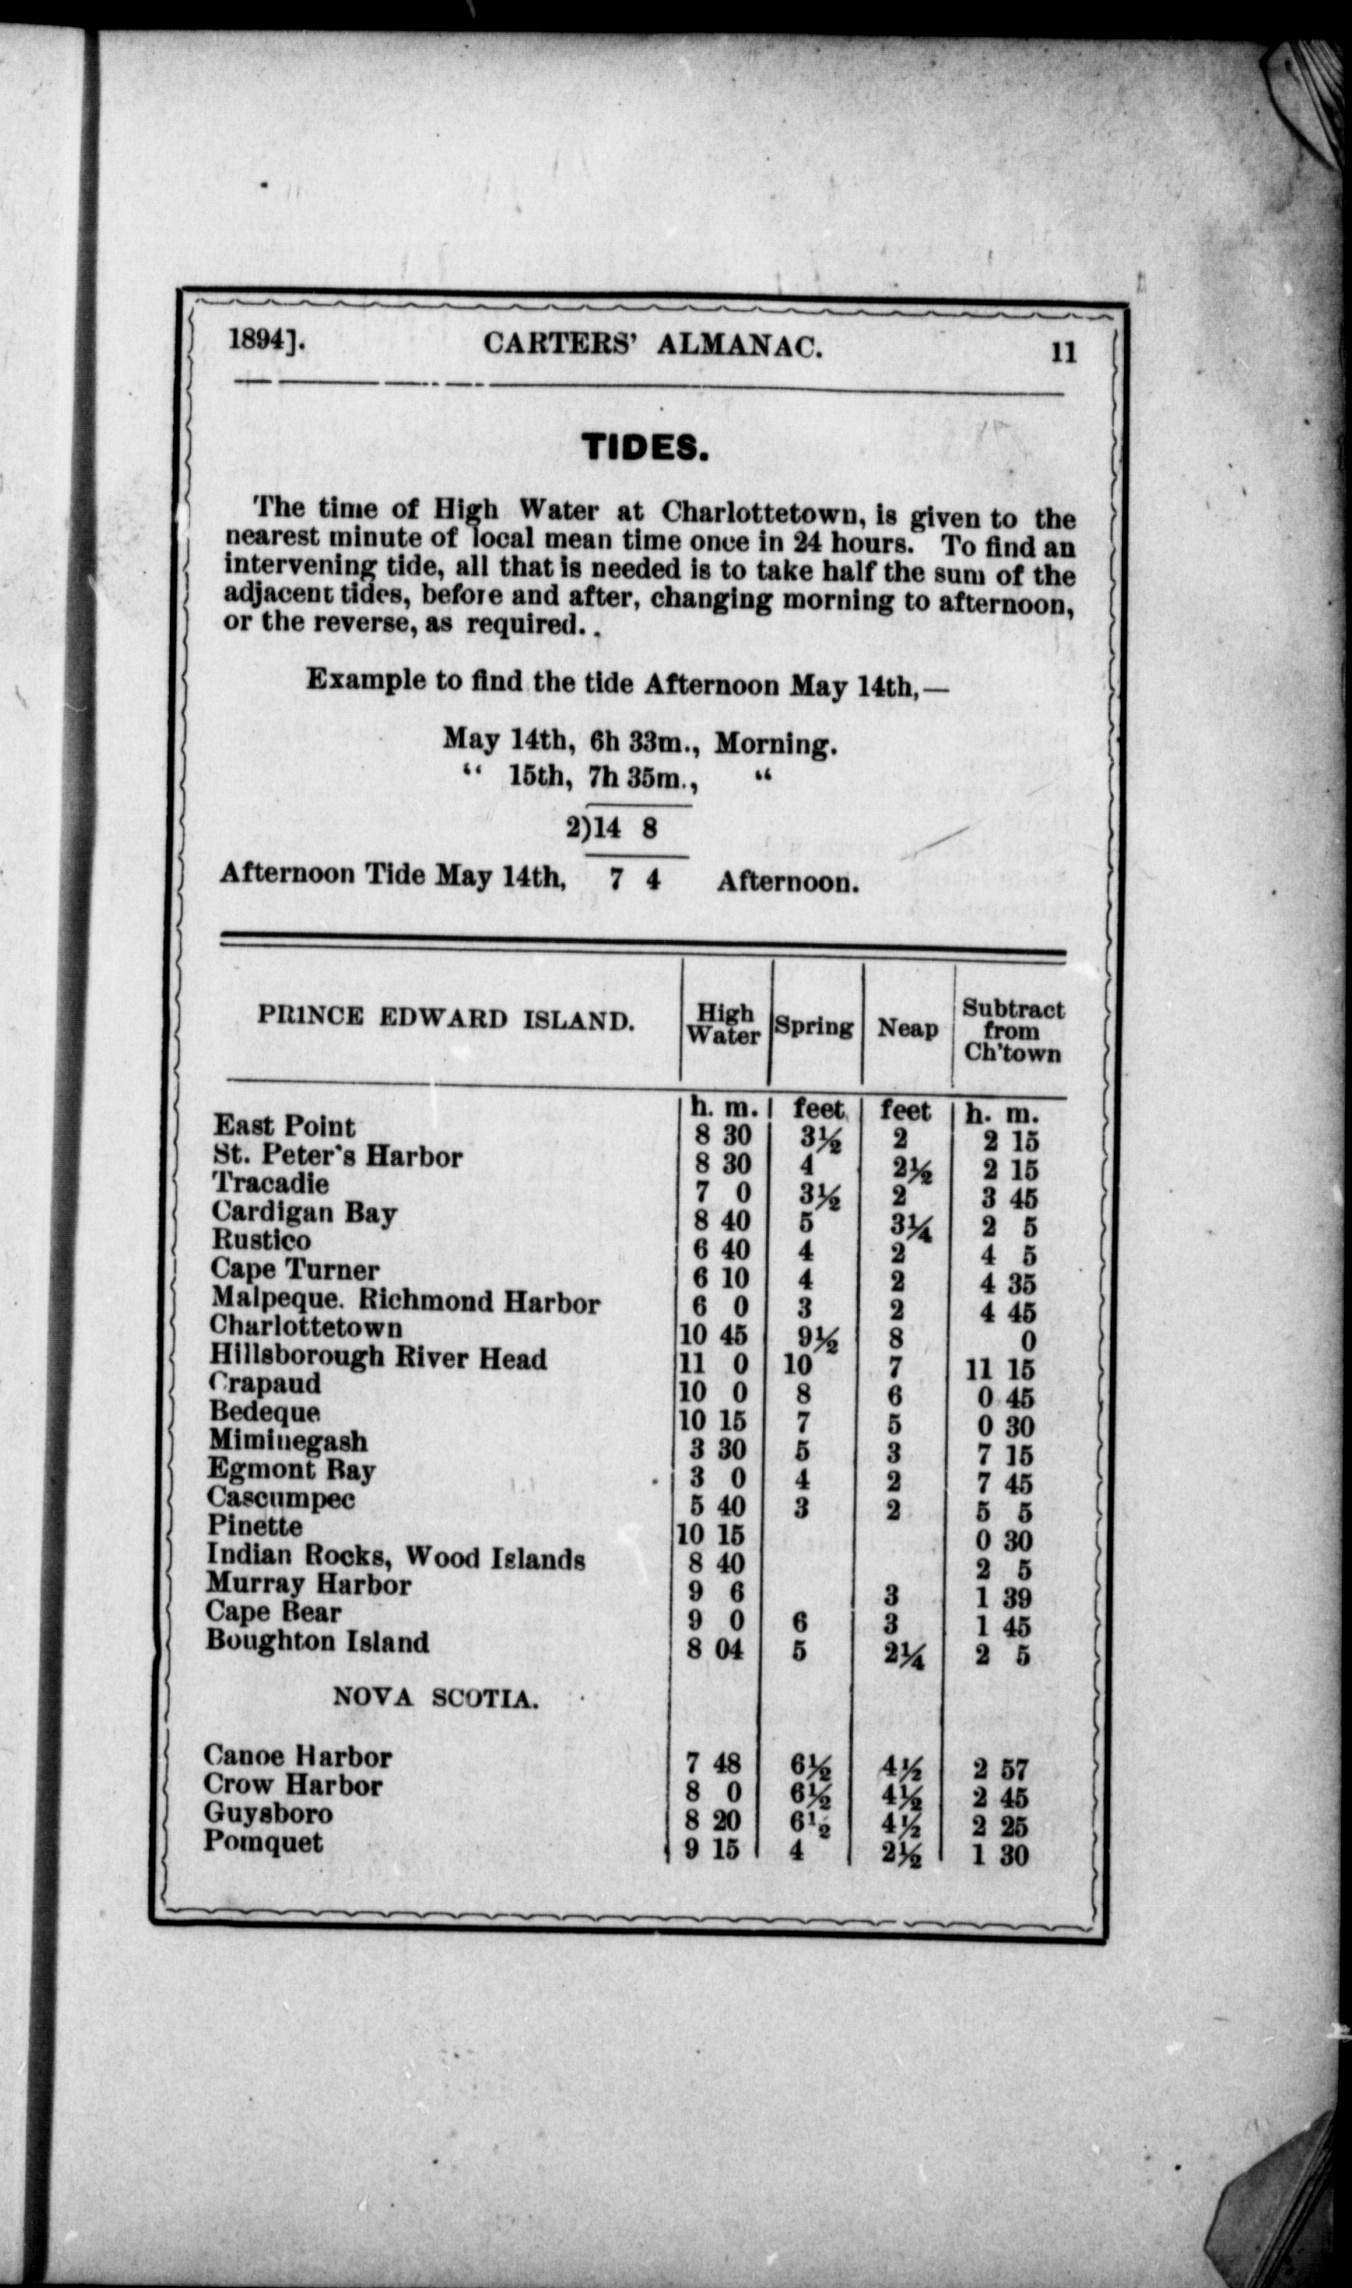 1894]. CARTERS' ALMANAC. 11
TIDES.
The time of High Water at Charlottetown, is given to the
nearest minute of local mean time once in 24 hours. To find an
intervening tide, all that is needed is to take half the sum of the
adjacent tides, before and after, changing morning to afternoon,
or the reverse, as required. .
Example to find the tide Afternoon May 14th,—
May 14th, 6h 33m., Morning.
“ 15th, 7h 35m., “
2)14 8
Afternoon Tide May 14th, 7 4 Afternoon.
PRINCE EDWARD ISLAND. High Water Spring Neap Subtract from Ch'town
h. m. feet feet h. m.
East Point 8 30 3½ 2 2 15
St. Peter's Harbor 8 30 4 2½ 2 15
Tracadie 7 0 3½ 2 3 45
Cardigan Bay 8 40 5 3¼ 2 5
Rustico 6 40 4 2 4 5
Cape Turner 6 10 4 2 4 35
Malpeque. Richmond Harbor 6 0 3 2 4 45
Charlottetown 10 45 9½ 8 0
Hillsborough River Head 11 0 10 7 11 15
Crapaud 10 0 8 6 0 45
Bedeque 10 15 7 5 0 30
Miminegash 3 30 5 3 7 15
Egmont Bay 3 0 4 2 7 45
Cascumpec 5 40 3 2 5 5
Pinette 10 15 0 30
Indian Rocks, Wood Islands 8 40 2 5
Murray Harbor 9 6 3 1 39
Cape Bear 9 0 6 3 1 45
Boughton Island 8 04 5 2¼ 2 5
NOVA SCOTIA.
Canoe Harbor 7 48 6½ 4½ 2 57
Crow Harbor 8 0 6½ 4½ 2 45
Guysboro 8 20 6½ 4½ 2 25
Pomquet 9 15 4 2½ 1 30